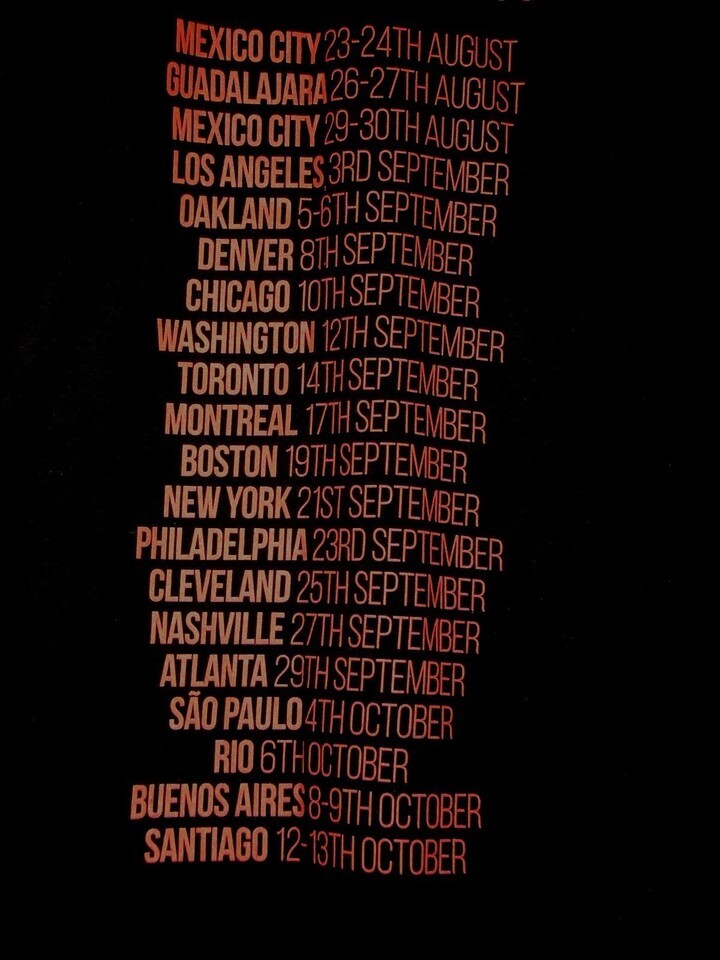 MEXICO CITY 23-24TH AUGUST
GUADALAJARA 26-27TH AUGUST
MEXICO CITY 29-30TH AUGUST
LOS ANGELES 3RD SEPTEMBER
OAKLAND 5-6TH SEPTEMBER
DENVER 8TH SEPTEMBER
CHICAGO 10TH SEPTEMBER
WASHINGTON 12TH SEPTEMBER
TORONTO 14TH SEPTEMBER
MONTREAL 17TH SEPTEMBER
BOSTON 19TH SEPTEMBER
NEW YORK 21ST SEPTEMBER
PHILADELPHIA 23RD SEPTEMBER
CLEVELAND 25TH SEPTEMBER
NASHVILLE 27TH SEPTEMBER
ATLANTA 29TH SEPTEMBER
SÃO PAULO 4TH OCTOBER
RIO 6TH OCTOBER
BUENOS AIRES 8-9TH OCTOBER
SANTIAGO 12-13TH OCTOBER